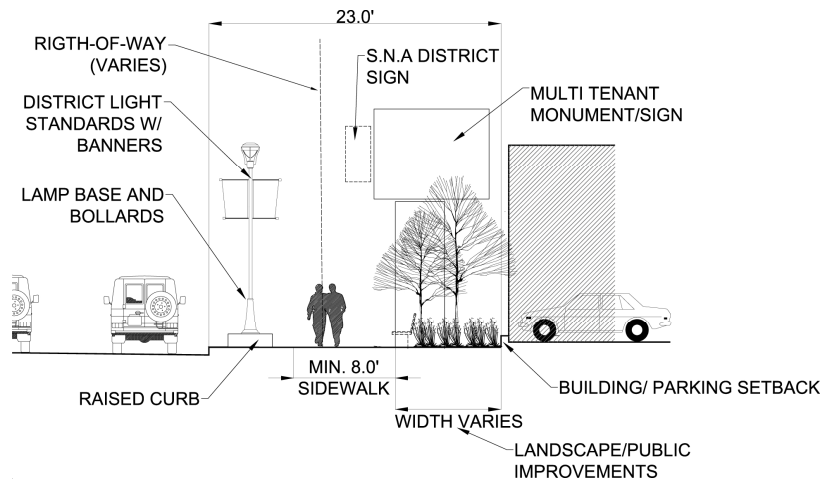 23.0'
RIGTH-OF-WAY
(VARIES)
S.N.A DISTRICT
SIGN
MULTI TENANT
MONUMENT/SIGN
DISTRICT LIGHT
STANDARDS W/
BANNERS
LAMP BASE AND
BOLLARDS
MIN. 8.0'
SIDEWALK
RAISED CURB
BUILDING/ PARKING SETBACK
WIDTH VARIES
LANDSCAPE/PUBLIC
IMPROVEMENTS